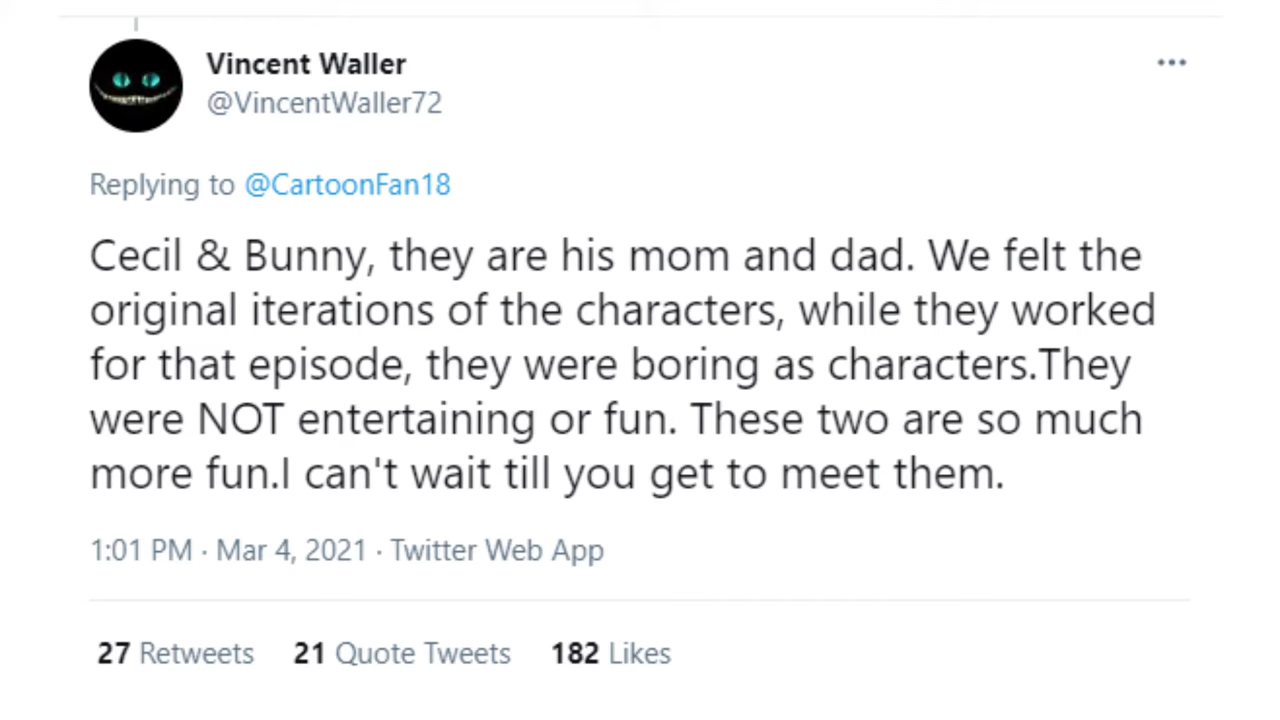 Vincent Waller
@VincentWaller72
Replying to @CartoonFan18
Cecil & Bunny, they are his mom and dad. We felt the
original iterations of the characters, while they worked
for that episode, they were boring as characters.They
were NOT entertaining or fun. These two are so much
more fun.I can't wait till you get to meet them.
1:01 PM · Mar 4, 2021 · Twitter Web App
27 Retweets 21 Quote Tweets 182 Likes